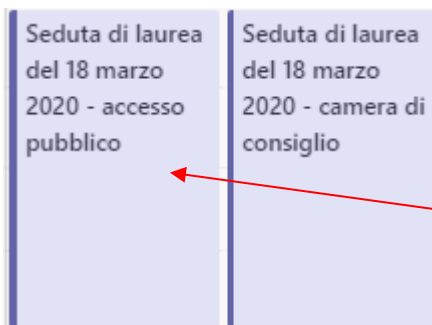 Seduta di laurea
del 18 marzo
2020 - accesso
pubblico
Seduta di laurea
del 18 marzo
2020 - camera di
consiglio